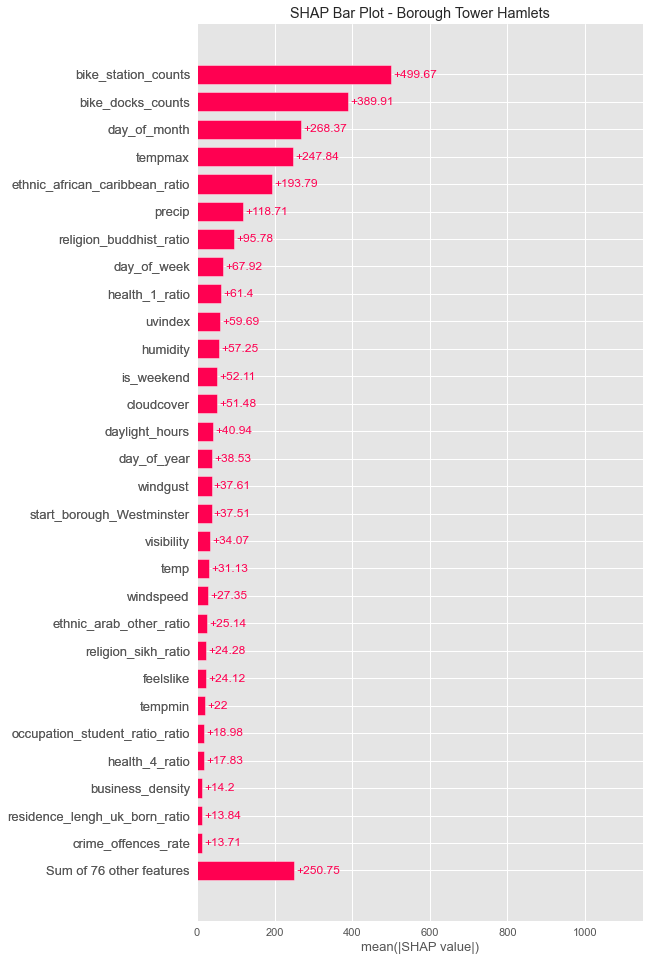 SHAP Bar Plot - Borough Tower Hamlets
bike_station_counts +499.67
bike_docks_counts +389.91
day_of_month +268.37
tempmax +247.84
ethnic_african_caribbean_ratio +193.79
precip +118.71
religion_buddhist_ratio +95.78
day_of_week +67.92
health_1_ratio +61.4
uvindex +59.69
humidity +57.25
is_weekend +52.11
cloudcover +51.48
daylight_hours +40.94
day_of_year +38.53
windgust +37.61
start_borough_Westminster +37.51
visibility +34.07
temp +31.13
windspeed +27.35
ethnic_arab_other_ratio +25.14
religion_sikh_ratio +24.28
feelslike +24.12
tempmin +22
occupation_student_ratio_ratio +18.98
health_4_ratio +17.83
business_density +14.2
residence_lengh_uk_born_ratio +13.84
crime_offences_rate +13.71
Sum of 76 other features +250.75
0 200 400 600 800 1000
mean(|SHAP value|)